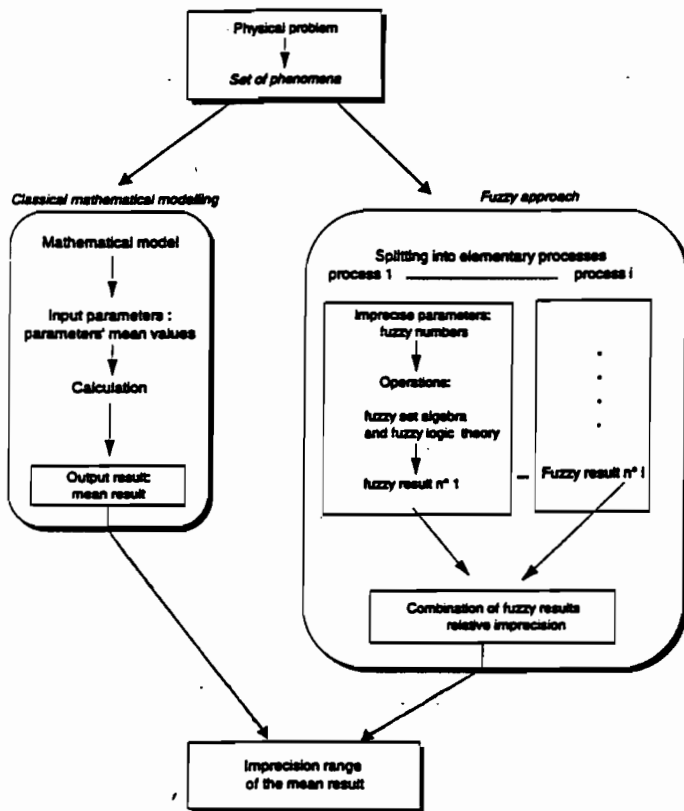 Physical problem
Set of phenomena
Classical mathematical modelling
Mathematical model
Input parameters :
parameters' mean values
Calculation
Output result:
mean result
Fuzzy approach
Splitting into elementary processes
process 1
process i
Imprecise parameters:
fuzzy numbers
Operations:
fuzzy set algebra
and fuzzy logic theory
fuzzy result n° 1
Fuzzy result n° i
Combination of fuzzy results
relative imprecision
Imprecision range
of the mean result